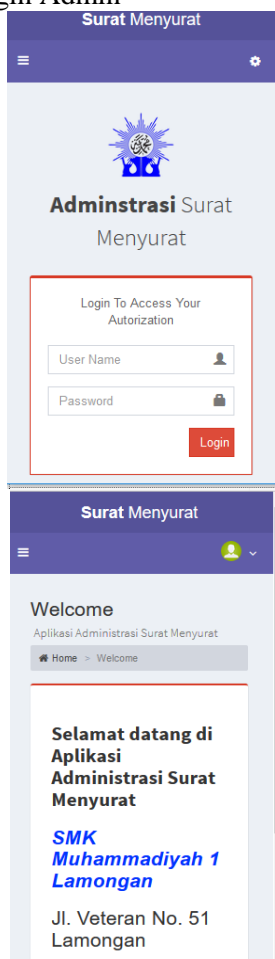 Surat Menyurat
Adminstrasi Surat
Menyurat
Login To Access Your
Autorization
User Name
Password
Login
Surat Menyurat
Welcome
Aplikasi Administrasi Surat Menyurat
Home > Welcome
Selamat datang di
Aplikasi
Administrasi Surat
Menyurat
SMK
Muhammadiyah 1
Lamongan
Jl. Veteran No. 51
Lamongan